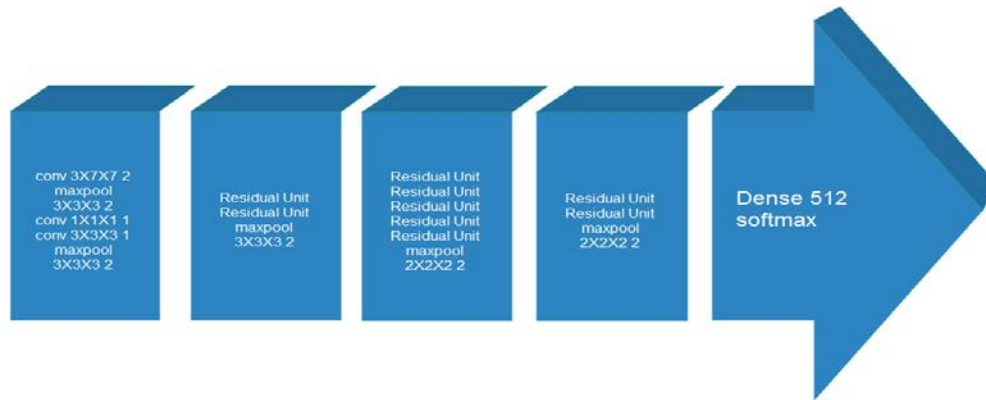 conv 3X7X7 2
maxpool
3X3X3 2
conv 1X1X1 1
conv 3X3X3 1
maxpool
3X3X3 2
Residual Unit
Residual Unit
maxpool
3X3X3 2
Residual Unit
Residual Unit
Residual Unit
Residual Unit
Residual Unit
maxpool
2X2X2 2
Residual Unit
Residual Unit
maxpool
2X2X2 2
Dense 512
softmax